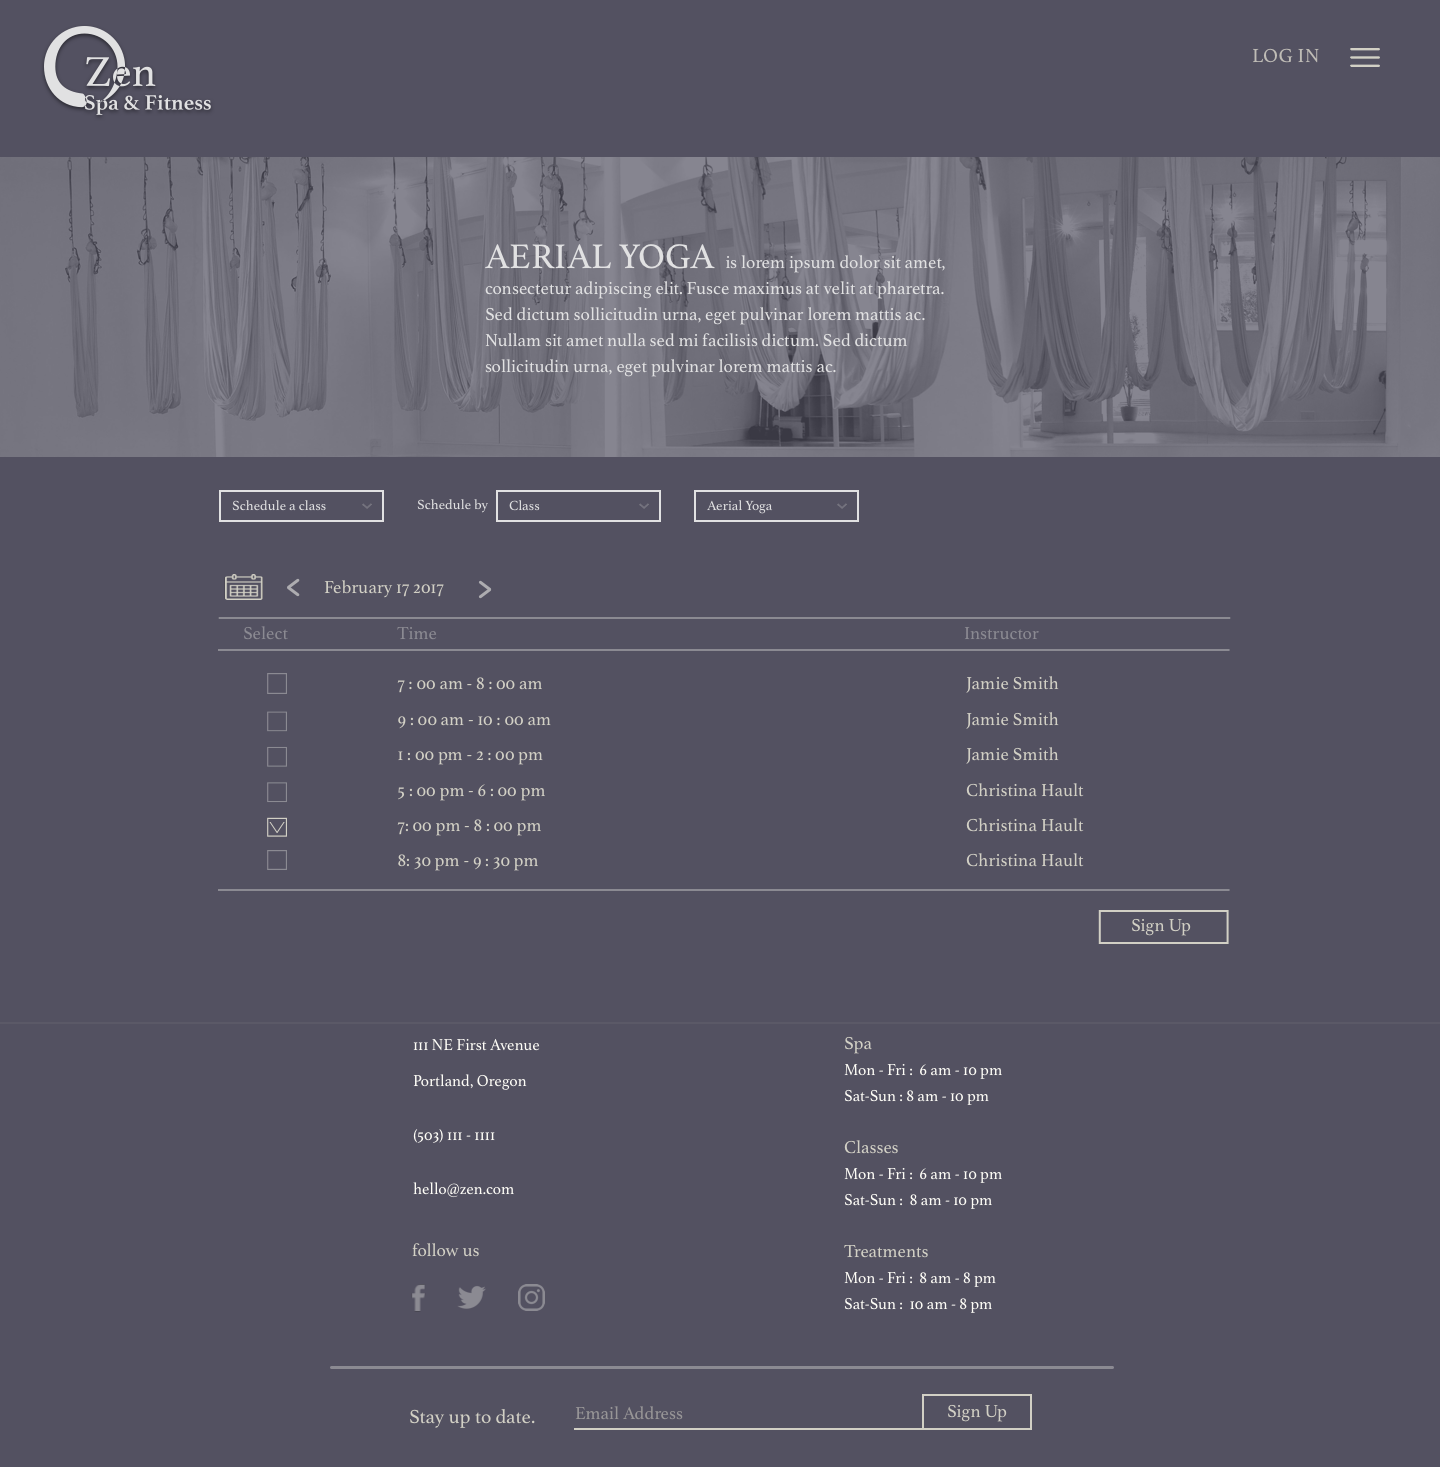 Zen
Spa & Fitness
LOG IN
AERIAL YOGA is lorem ipsum dolor sit amet,
consectetur adipiscing elit. Fusce maximus at velit at pharetra.
Sed dictum sollicitudin urna, eget pulvinar lorem mattis ac.
Nullam sit amet nulla sed mi facilisis dictum. Sed dictum
sollicitudin urna, eget pulvinar lorem mattis ac.
Schedule a class Schedule by Class Aerial Yoga
February 17 2017
Select Time Instructor
7 : 00 am - 8 : 00 am Jamie Smith
9 : 00 am - 10 : 00 am Jamie Smith
1 : 00 pm - 2 : 00 pm Jamie Smith
5 : 00 pm - 6 : 00 pm Christina Hault
7: 00 pm - 8 : 00 pm Christina Hault
8: 30 pm - 9 : 30 pm Christina Hault
Sign Up
111 NE First Avenue
Portland, Oregon
(503) 111 - 1111
hello@zen.com
follow us
Spa
Mon - Fri : 6 am - 10 pm
Sat-Sun : 8 am - 10 pm
Classes
Mon - Fri : 6 am - 10 pm
Sat-Sun : 8 am - 10 pm
Treatments
Mon - Fri : 8 am - 8 pm
Sat-Sun : 10 am - 8 pm
Stay up to date. Email Address Sign Up